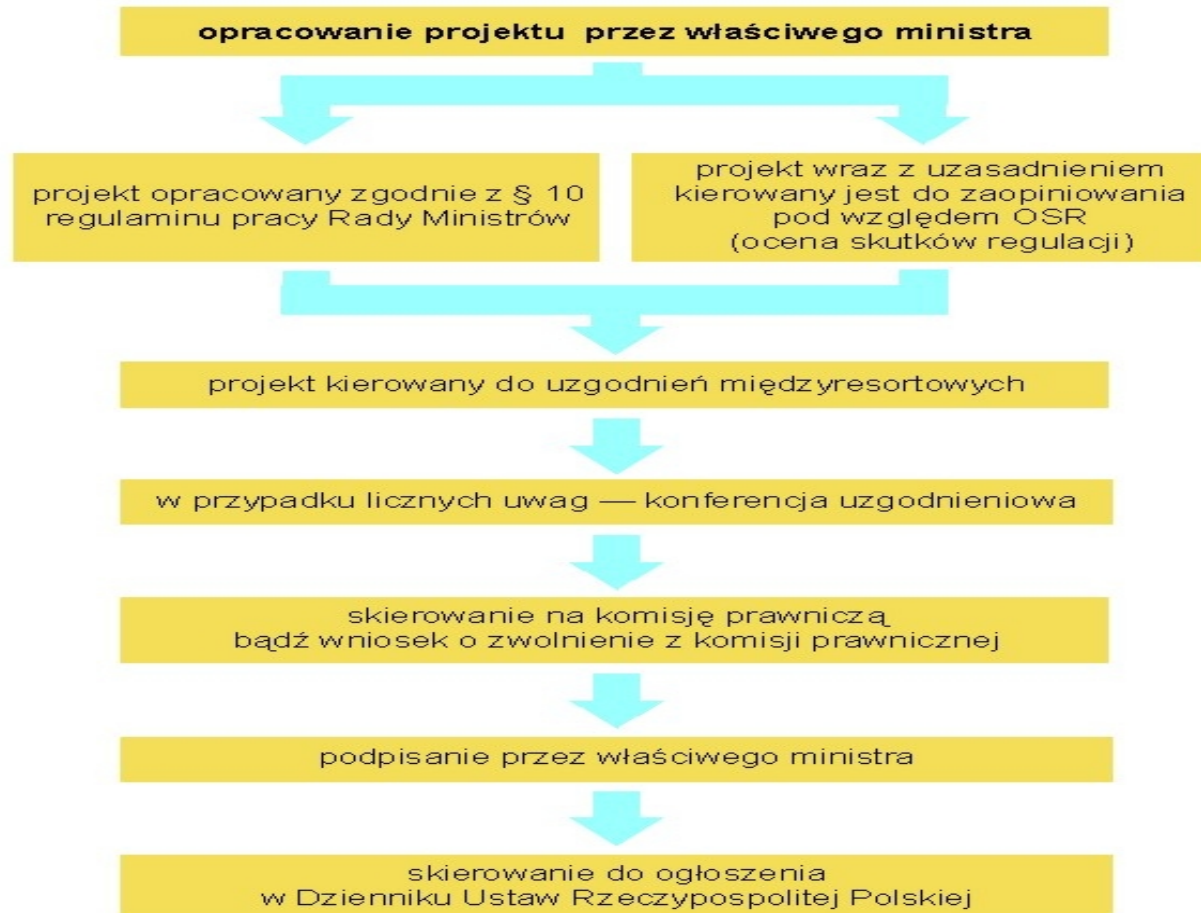 opracowanie projektu przez właściwego ministra
projekt opracowany zgodnie z § 10
regulaminu pracy Rady Ministrów
projekt wraz z uzasadnieniem
kierowany jest do zaopiniowania
pod względem OSR
(ocena skutków regulacji)
projekt kierowany do uzgodnień międzyresortowych
w przypadku licznych uwag — konferencja uzgodnieniowa
skierowanie na komisję prawniczą
bądź wniosek o zwolnienie z komisji prawnicznej
podpisanie przez właściwego ministra
skierowanie do ogłoszenia
w Dzienniku Ustaw Rzeczypospolitej Polskiej